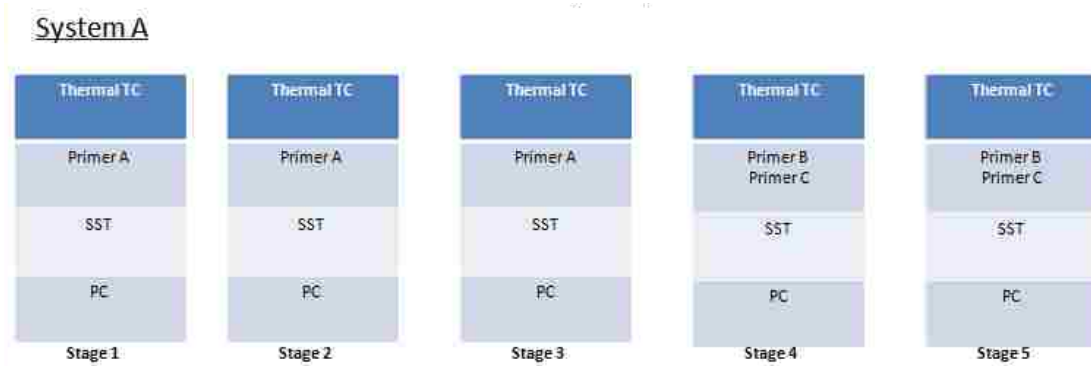 System A
Thermal TC
Primer A
SST
PC
Stage 1
Thermal TC
Primer A
SST
PC
Stage 2
Thermal TC
Primer A
SST
PC
Stage 3
Thermal TC
Primer B
Primer C
SST
PC
Stage 4
Thermal TC
Primer B
Primer C
SST
PC
Stage 5